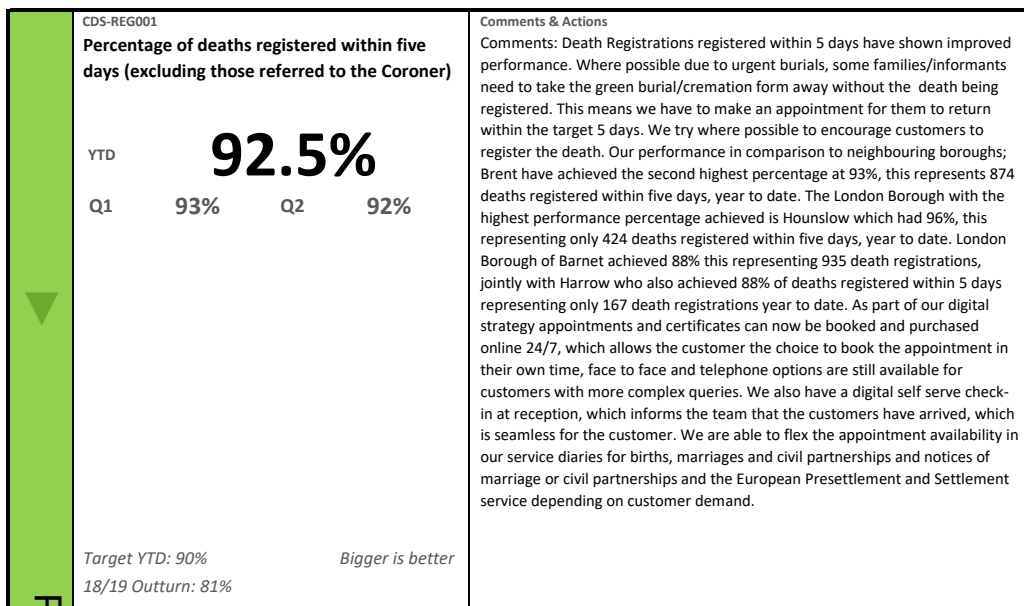 CDS-REG001
Percentage of deaths registered within five
days (excluding those referred to the Coroner)
YTD 92.5%
Q1 93% Q2 92%
Target YTD: 90% Bigger is better
18/19 Outturn: 81%
Comments & Actions
Comments: Death Registrations registered within 5 days have shown improved
performance. Where possible due to urgent burials, some families/informants
need to take the green burial/cremation form away without the death being
registered. This means we have to make an appointment for them to return
within the target 5 days. We try where possible to encourage customers to
register the death. Our performance in comparison to neighbouring boroughs;
Brent have achieved the second highest percentage at 93%, this represents 874
deaths registered within five days, year to date. The London Borough with the
highest performance percentage achieved is Hounslow which had 96%, this
representing only 424 deaths registered within five days, year to date. London
Borough of Barnet achieved 88% this representing 935 death registrations,
jointly with Harrow who also achieved 88% of deaths registered within 5 days
representing only 167 death registrations year to date. As part of our digital
strategy appointments and certificates can now be booked and purchased
online 24/7, which allows the customer the choice to book the appointment in
their own time, face to face and telephone options are still available for
customers with more complex queries. We also have a digital self serve check-
in at reception, which informs the team that the customers have arrived, which
is seamless for the customer. We are able to flex the appointment availability in
our service diaries for births, marriages and civil partnerships and notices of
marriage or civil partnerships and the European Presettlement and Settlement
service depending on customer demand.